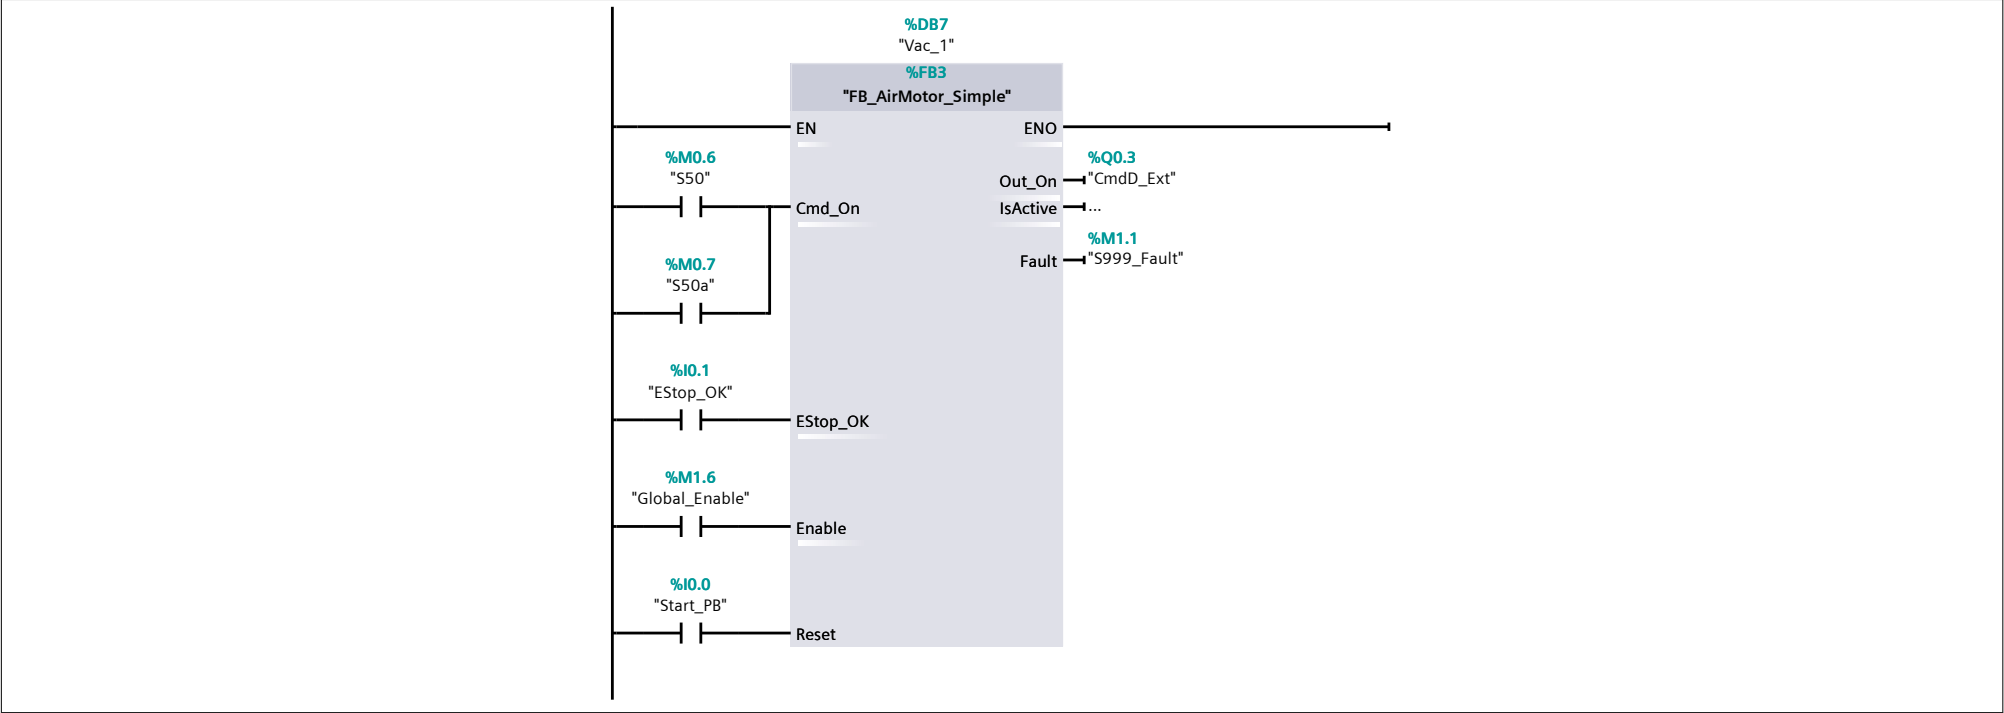 %DB7
"Vac_1"
%FB3
"FB_AirMotor_Simple"
EN
ENO
%M0.6
"S50"
Cmd_On
%Q0.3
Out_On
"CmdD_Ext"
IsActive
...
%M0.7
"S50a"
%M1.1
Fault
"S999_Fault"
%I0.1
"EStop_OK"
EStop_OK
%M1.6
"Global_Enable"
Enable
%I0.0
"Start_PB"
Reset